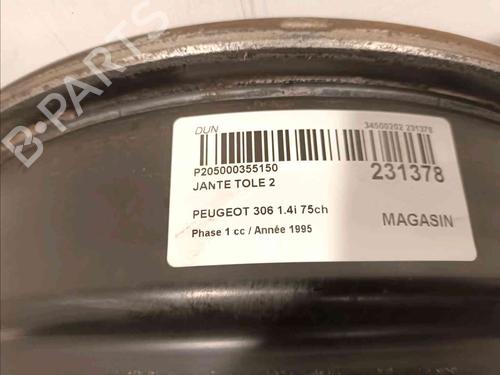 B-PARTS
DUN
34500202 231378
P205000355150
JANTE TOLE 2
231378
PEUGEOT 306 1.4i 75ch
MAGASIN
Phase 1 cc / Année 1995